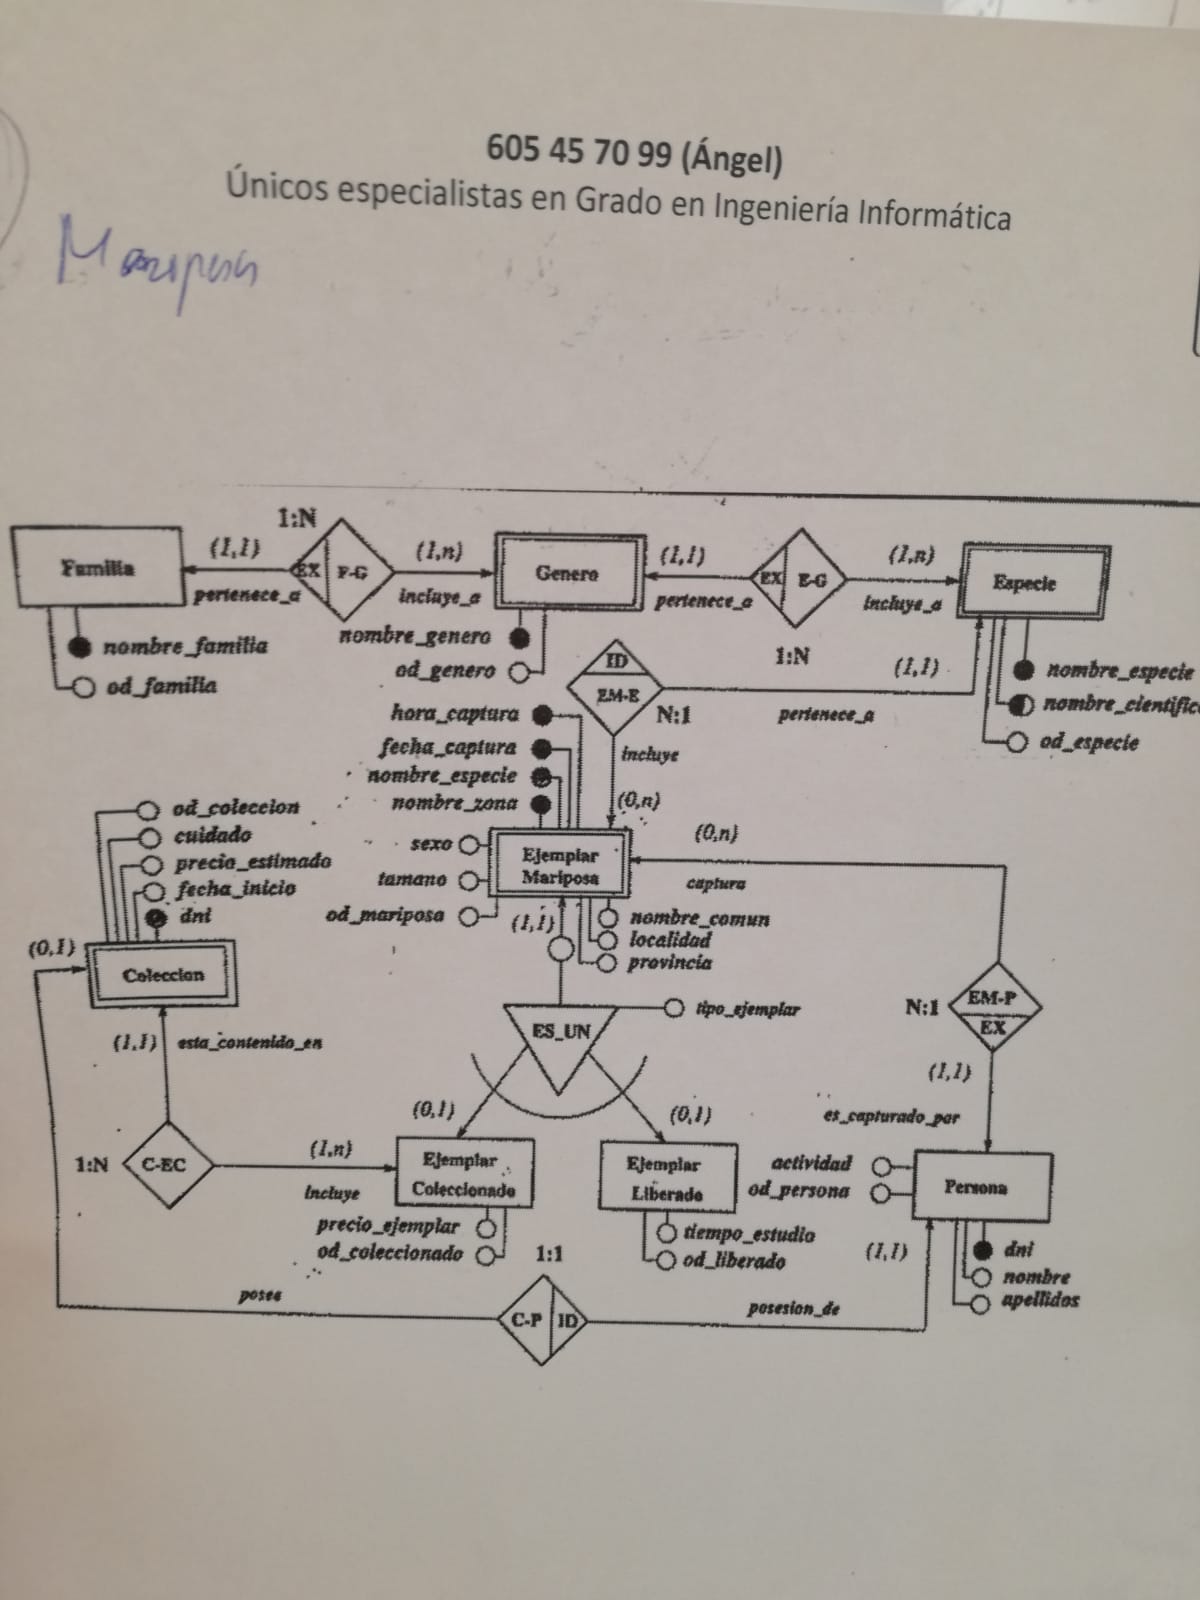 605 45 70 99 (Ángel)
Únicos especialistas en Grado en Ingeniería Informática
Mariposa
1:N
Familia
(1,1)
EX F-G
(1,n)
Genero
(1,1)
EX E-G
(1,n)
Especie
pertenece_a
incluye_a
pertenece_a
incluye_a
nombre_familia
od_familia
nombre_genero
od_genero
ID
EM-E
N:1
1:N
(1,1)
pertenece_a
nombre_especie
nombre_cientific
od_especie
hora_captura
fecha_captura
nombre_especie
nombre_zona
incluye
(0,n)
sexo
tamano
od_mariposa
Ejemplar
Mariposa
(0,n)
captura
od_coleccion
cuidado
precio_estimado
fecha_inicio
dni
(0,1)
Coleccion
(1,1)
nombre_comun
localidad
provincia
(1,1)
esta_contenido_en
ES_UN
tipo_ejemplar
N:1
EM-P
EX
(1,1)
es_capturado_por
(0,1)
(0,1)
1:N
C-EC
(1,n)
Incluye
Ejemplar
Coleccionado
Ejemplar
Liberado
actividad
od_persona
Persona
precio_ejemplar
od_coleccionado
tiempo_estudio
od_liberado
(1,1)
dni
nombre
apellidos
1:1
posee
C-P ID
posesion_de